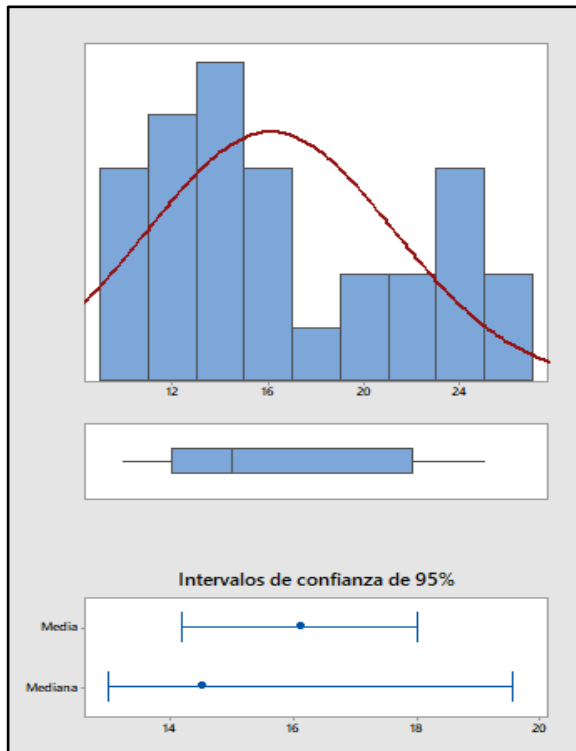 12 16 20 24
Intervalos de confianza de 95%
Media
Mediana
14 16 18 20